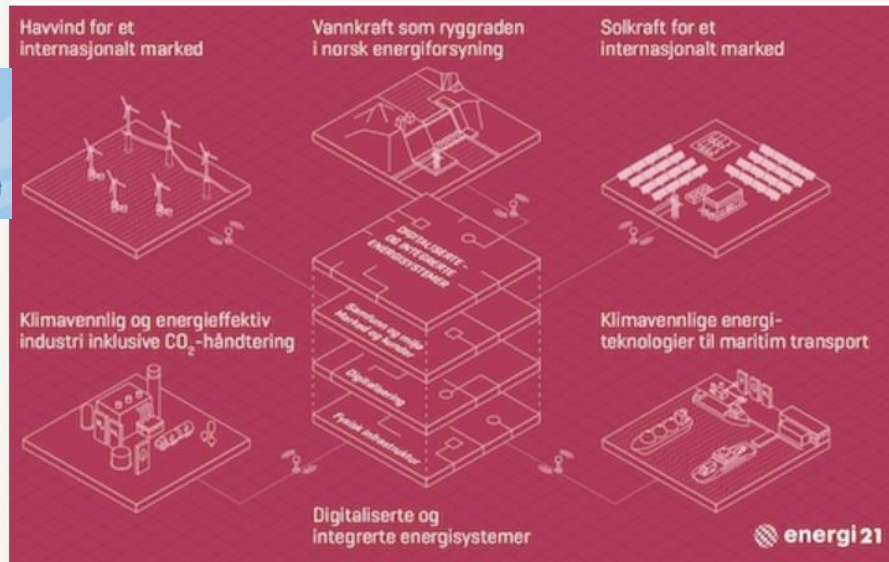 Havvind for et
internasjonalt marked
Vannkraft som ryggraden
i norsk energiforsyning
Solkraft for et
internasjonalt marked
DIGITALISERTE -
OG INTEGRERTE
ENERGISYSTEMER
Samfunn og miljø
Marked og kunder
Digitalisering
Fysisk infrastruktur
Klimavennlig og energieffektiv
industri inklusive CO₂-håndtering
Klimavennlige energi-
teknologier til maritim transport
Digitaliserte og
integrerte energisystemer
energi21